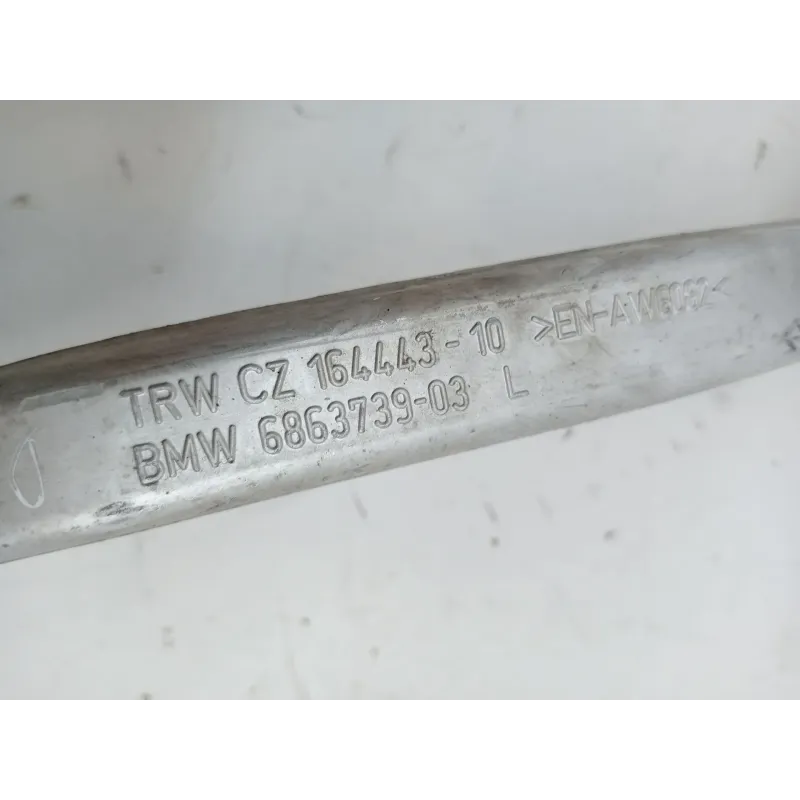 TRW CZ 164443-10 >EN-AW6082<
BMW 6863739-03 L